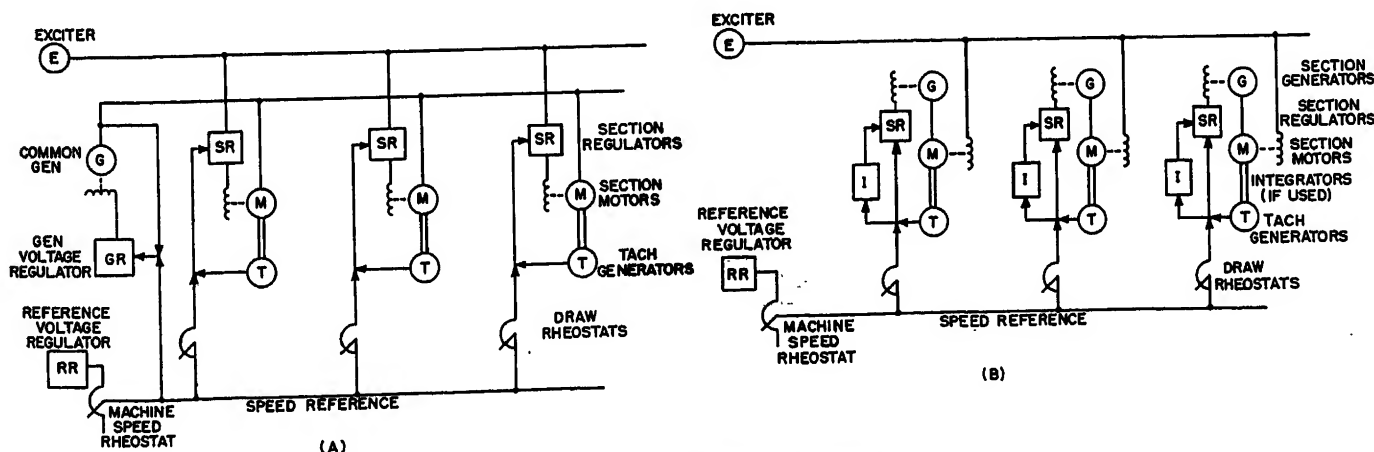 EXCITER
E
COMMON
GEN
G
GEN
VOLTAGE
REGULATOR
GR
REFERENCE
VOLTAGE
REGULATOR
RR
MACHINE
SPEED
RHEOSTAT
SPEED REFERENCE
SR
M
T
SR
M
T
SR
M
T
SECTION
REGULATORS
SECTION
MOTORS
TACH
GENERATORS
DRAW
RHEOSTATS
(A)
EXCITER
E
REFERENCE
VOLTAGE
REGULATOR
RR
MACHINE
SPEED
RHEOSTAT
SPEED REFERENCE
G
SR
M
I
T
G
SR
M
I
T
G
SR
M
I
T
SECTION
GENERATORS
SECTION
REGULATORS
SECTION
MOTORS
INTEGRATORS
(IF USED)
TACH
GENERATORS
DRAW
RHEOSTATS
(B)